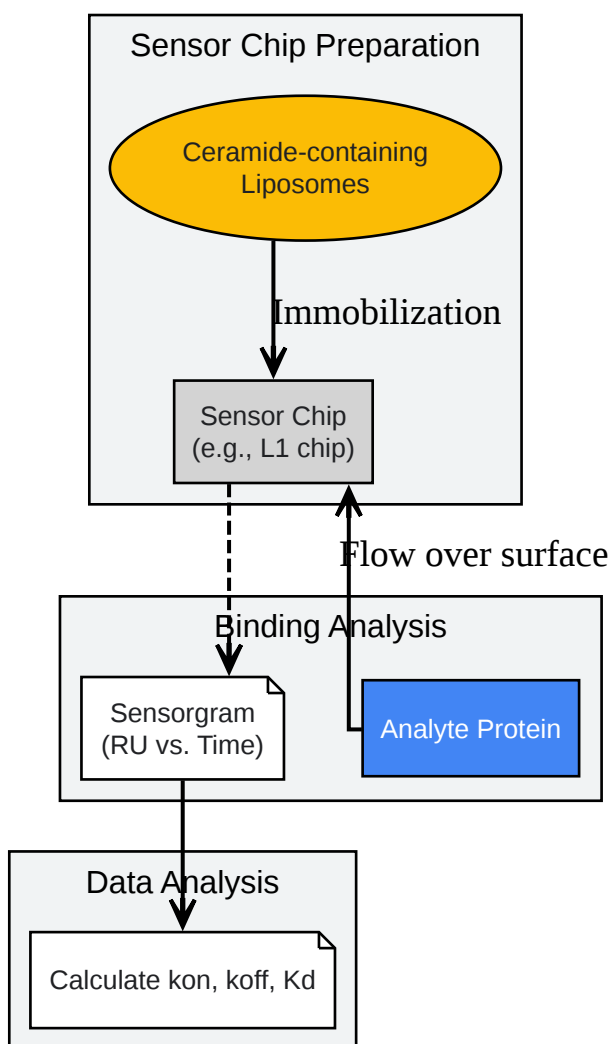 Sensor Chip Preparation
Ceramide-containing
Liposomes
Immobilization
Sensor Chip
(e.g., L1 chip)
Flow over surface
Binding Analysis
Sensorgram
(RU vs. Time)
Analyte Protein
Data Analysis
Calculate kon, koff, Kd